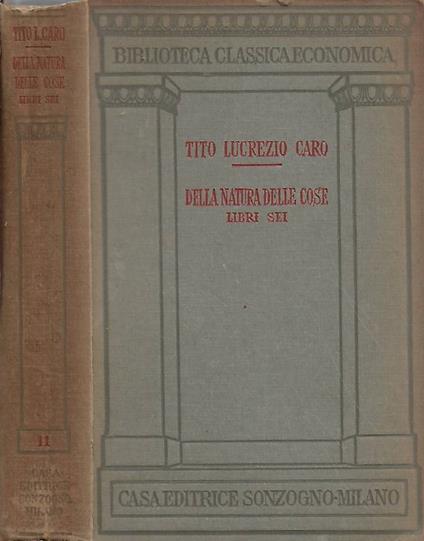 TITO L. CARO
DELLA NATURA
DELLE COSE
LIBRI SEI
11
CASA
EDITRICE
SONZOGNO
MILANO
BIBLIOTECA CLASSICA ECONOMICA
TITO LUCREZIO CARO
DELLA NATURA DELLE COSE
LIBRI SEI
CASA EDITRICE SONZOGNO-MILANO